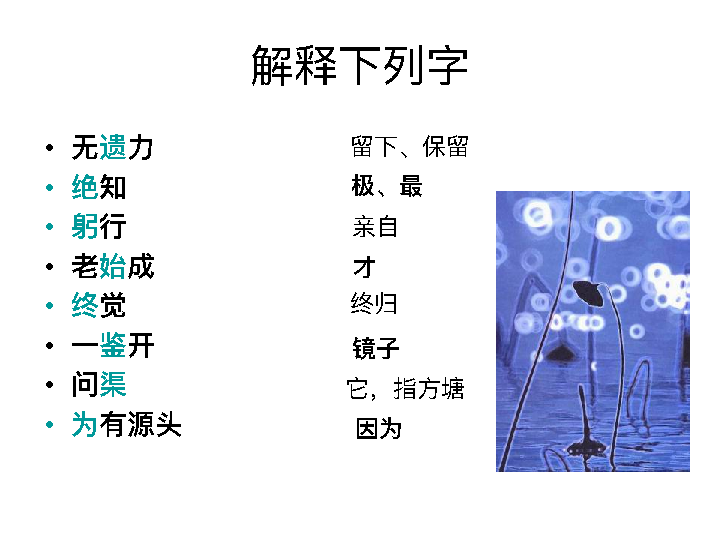 解释下列字
• 无遗力 留下、保留
• 绝知 极、最
• 躬行 亲自
• 老始成 才
• 终觉 终归
• 一鉴开 镜子
• 问渠 它，指方塘
• 为有源头 因为